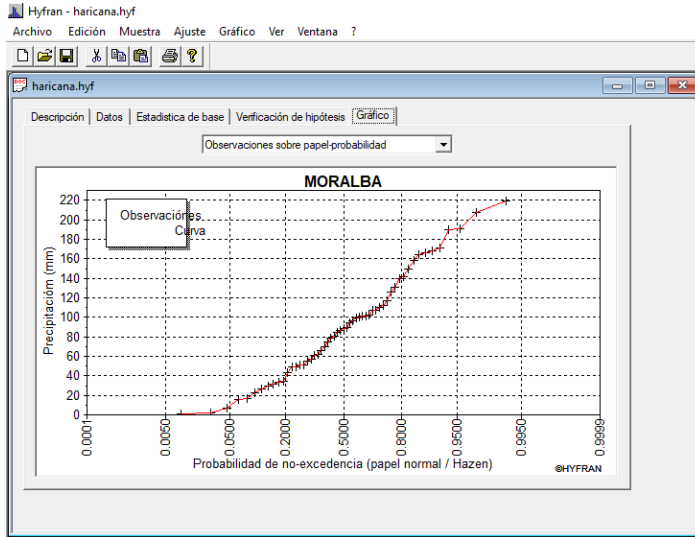 Hyfran - haricana.hyf
Archivo Edición Muestra Ajuste Gráfico Ver Ventana ?
haricana.hyf
Descripción Datos Estadistica de base Verificación de hipótesis Gráfico
Observaciones sobre papel-probabilidad
MORALBA
Observaciónes
Curva
Precipitacióm (mm)
220
200
180
160
140
120
100
80
60
40
20
0
0.0001 0.0050 0.0500 0.2000 0.5000 0.8000 0.9500 0.9950 0.9999
Probabilidad de no-excedencia (papel normal / Hazen)
©HYFRAN